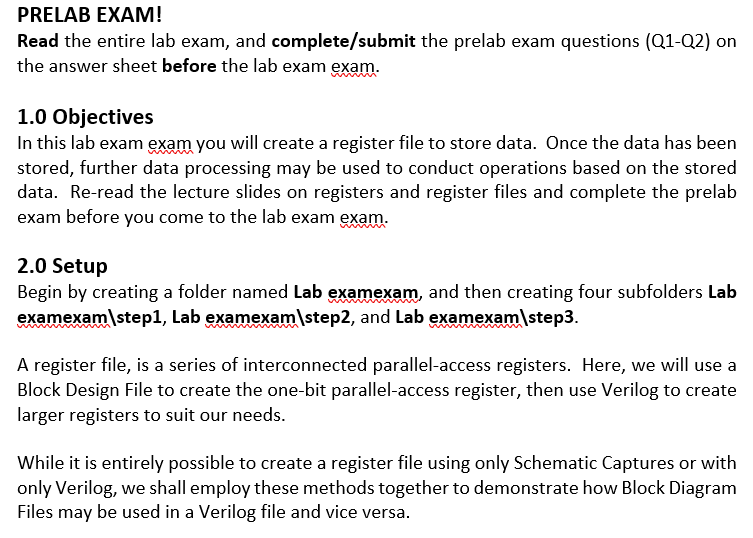 PRELAB EXAM!
Read the entire lab exam, and complete/submit the prelab exam questions (Q1-Q2) on
the answer sheet before the lab exam exam.
1.0 Objectives
In this lab exam exam you will create a register file to store data.  Once the data has been
stored, further data processing may be used to conduct operations based on the stored
data.  Re-read the lecture slides on registers and register files and complete the prelab
exam before you come to the lab exam exam.
2.0 Setup
Begin by creating a folder named Lab examexam, and then creating four subfolders Lab
examexam\step1, Lab examexam\step2, and Lab examexam\step3.
A register file, is a series of interconnected parallel-access registers.  Here, we will use a
Block Design File to create the one-bit parallel-access register, then use Verilog to create
larger registers to suit our needs.
While it is entirely possible to create a register file using only Schematic Captures or with
only Verilog, we shall employ these methods together to demonstrate how Block Diagram
Files may be used in a Verilog file and vice versa.